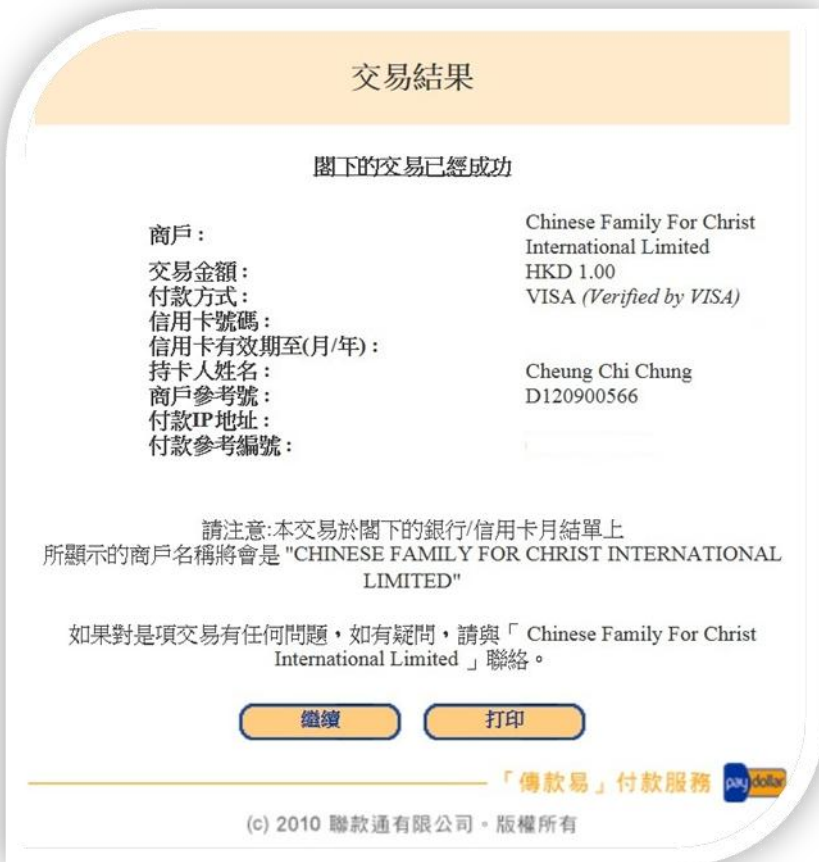 交易結果
閣下的交易已經成功
商戶：
Chinese Family For Christ
International Limited
交易金額：
HKD 1.00
付款方式：
VISA (Verified by VISA)
信用卡號碼：
信用卡有效期至(月/年)：
持卡人姓名：
Cheung Chi Chung
商戶參考號：
D120900566
付款IP地址：
付款參考編號：
請注意:本交易於閣下的銀行/信用卡月結單上
所顯示的商戶名稱將會是 "CHINESE FAMILY FOR CHRIST INTERNATIONAL
LIMITED"
如果對是項交易有任何問題，如有疑問，請與「 Chinese Family For Christ
International Limited 」聯絡。
繼續
打印
「傳款易」付款服務 paydollar
(c) 2010 聯款通有限公司。版權所有